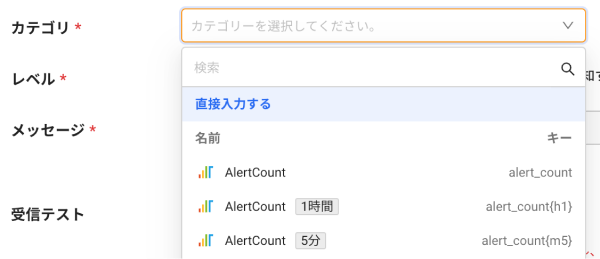 カテゴリ *
カテゴリーを選択してください。
検索
レベル *
直接入力する
メッセージ *
名前 キー
AlertCount alert_count
AlertCount 1時間 alert_count{h1}
受信テスト
AlertCount 5分 alert_count{m5}